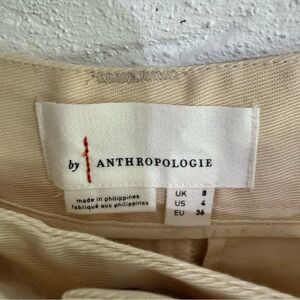 by ANTHROPOLOGIE
made in philippines
fabriqué aux philippines
UK 8
US 4
EU 36